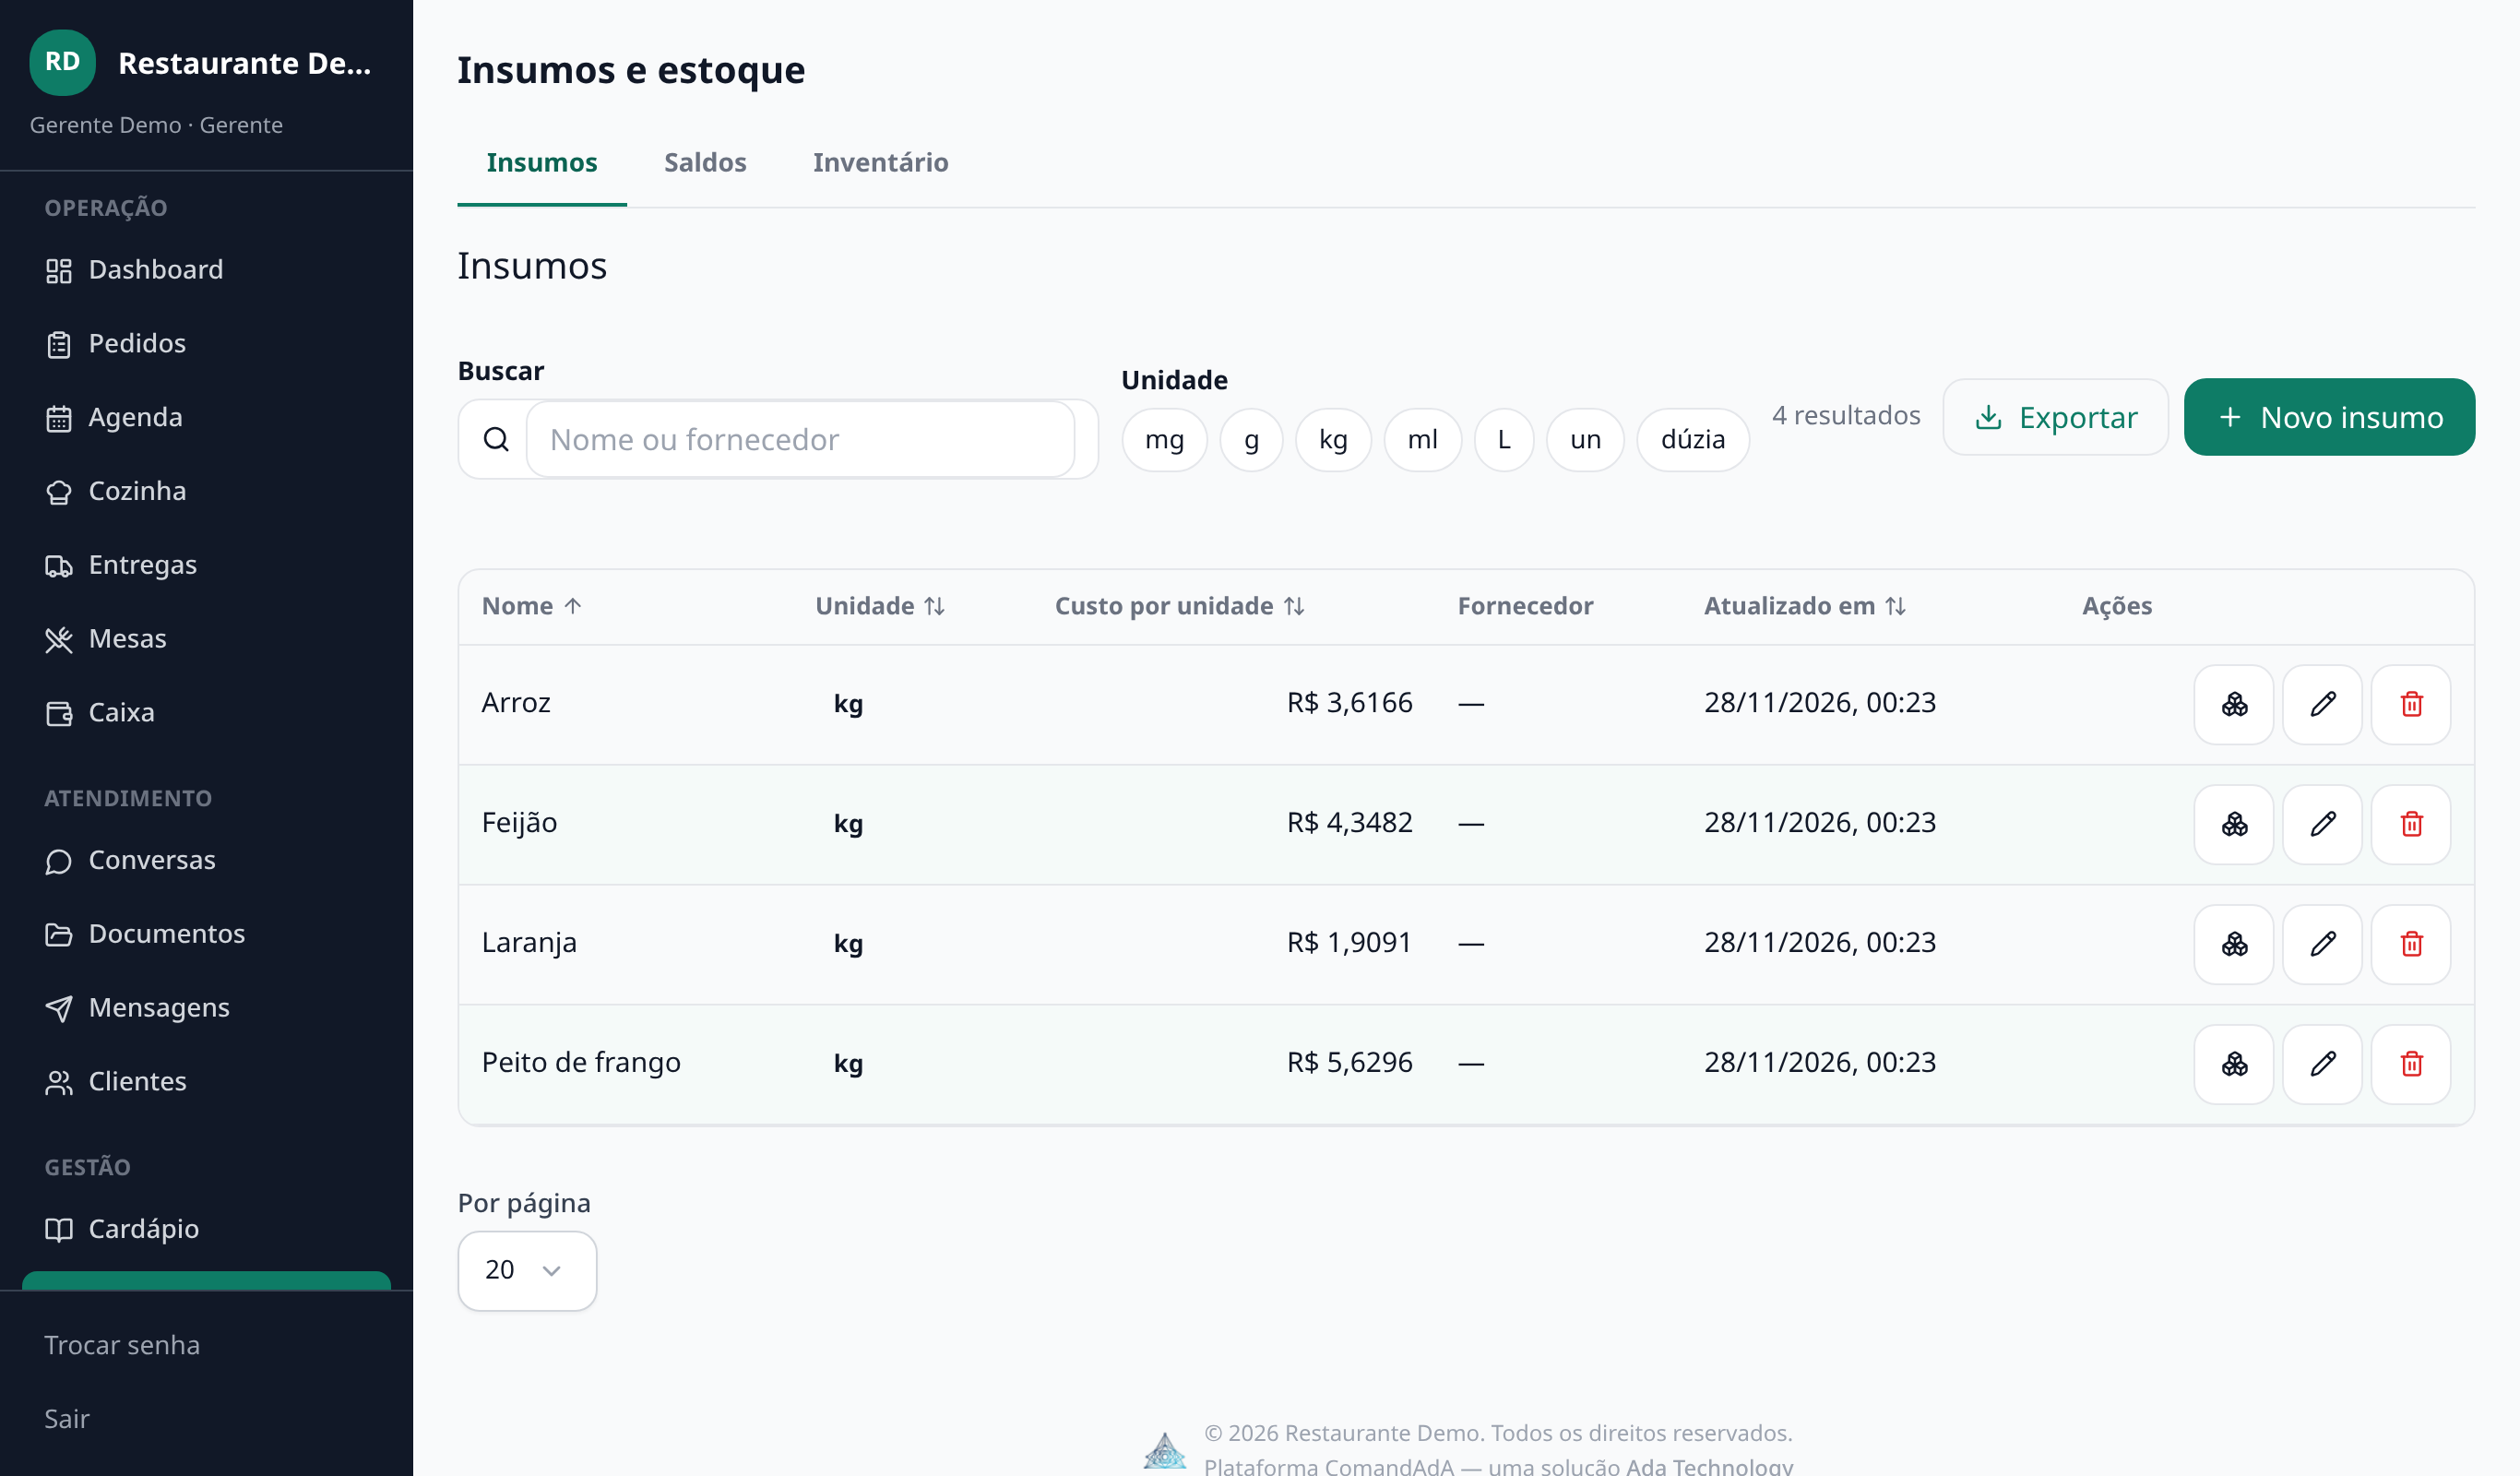 RD
Restaurante De...
Gerente Demo · Gerente
OPERAÇÃO
Dashboard
Pedidos
Agenda
Cozinha
Entregas
Mesas
Caixa
ATENDIMENTO
Conversas
Documentos
Mensagens
Clientes
GESTÃO
Cardápio
Trocar senha
Sair
Insumos e estoque
Insumos Saldos Inventário
Insumos
Buscar
Nome ou fornecedor
Unidade
mg g kg ml L un dúzia
4 resultados
Exportar
Novo insumo
Nome Unidade Custo por unidade Fornecedor Atualizado em Ações
Arroz kg R$ 3,6166 — 28/11/2026, 00:23
Feijão kg R$ 4,3482 — 28/11/2026, 00:23
Laranja kg R$ 1,9091 — 28/11/2026, 00:23
Peito de frango kg R$ 5,6296 — 28/11/2026, 00:23
Por página
20
© 2026 Restaurante Demo. Todos os direitos reservados.
Plataforma ComandAdA — uma solução Ada Technology